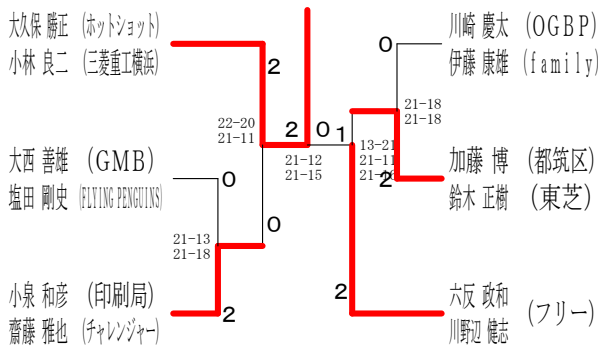 大久保 勝正 (ホットショット)
小林 良二 (三菱重工横浜)
2
22-20
21-11
大西 善雄 (GMB)
塩田 剛史 (FLYING PENGUINS)
0
0
21-13
21-18
小泉 和彦 (印刷局)
齋藤 雅也 (チャレンジャー)
2
2
0
21-12
21-15
1
川崎 慶太 (OGBP)
伊藤 康雄 (family)
0
21-18
21-18
13-21
21-11
加藤 博 (都筑区)
鈴木 正樹 (東芝)
2
2
六反 政和
川野辺 健志
(フリー)